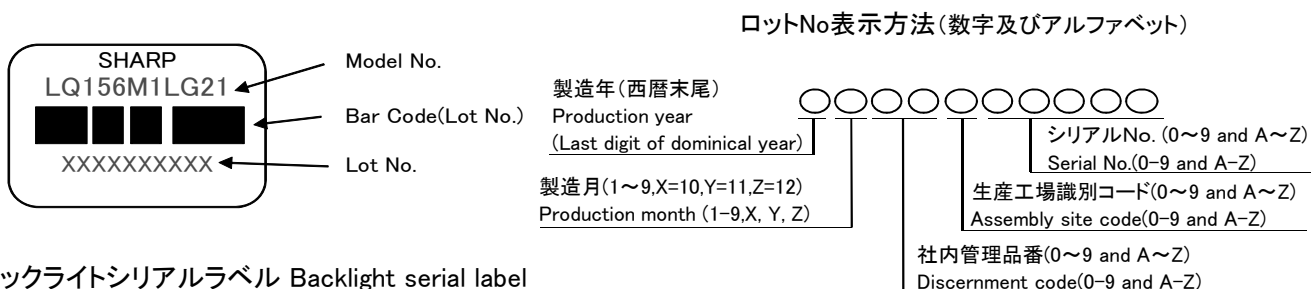 ロットNo表示方法(数字及びアルファベット)
SHARP
LQ156M1LG21
XXXXXXXXXX
Model No.
Bar Code(Lot No.)
Lot No.
製造年(西暦末尾)
Production year
(Last digit of dominical year)
製造月(1～9,X=10,Y=11,Z=12)
Production month (1-9,X, Y, Z)
シリアルNo. (0～9 and A～Z)
Serial No.(0-9 and A-Z)
生産工場識別コード(0～9 and A～Z)
Assembly site code(0-9 and A-Z)
社内管理品番(0～9 and A～Z)
Discernment code(0-9 and A-Z)
ックライトシリアルラベル Backlight serial label